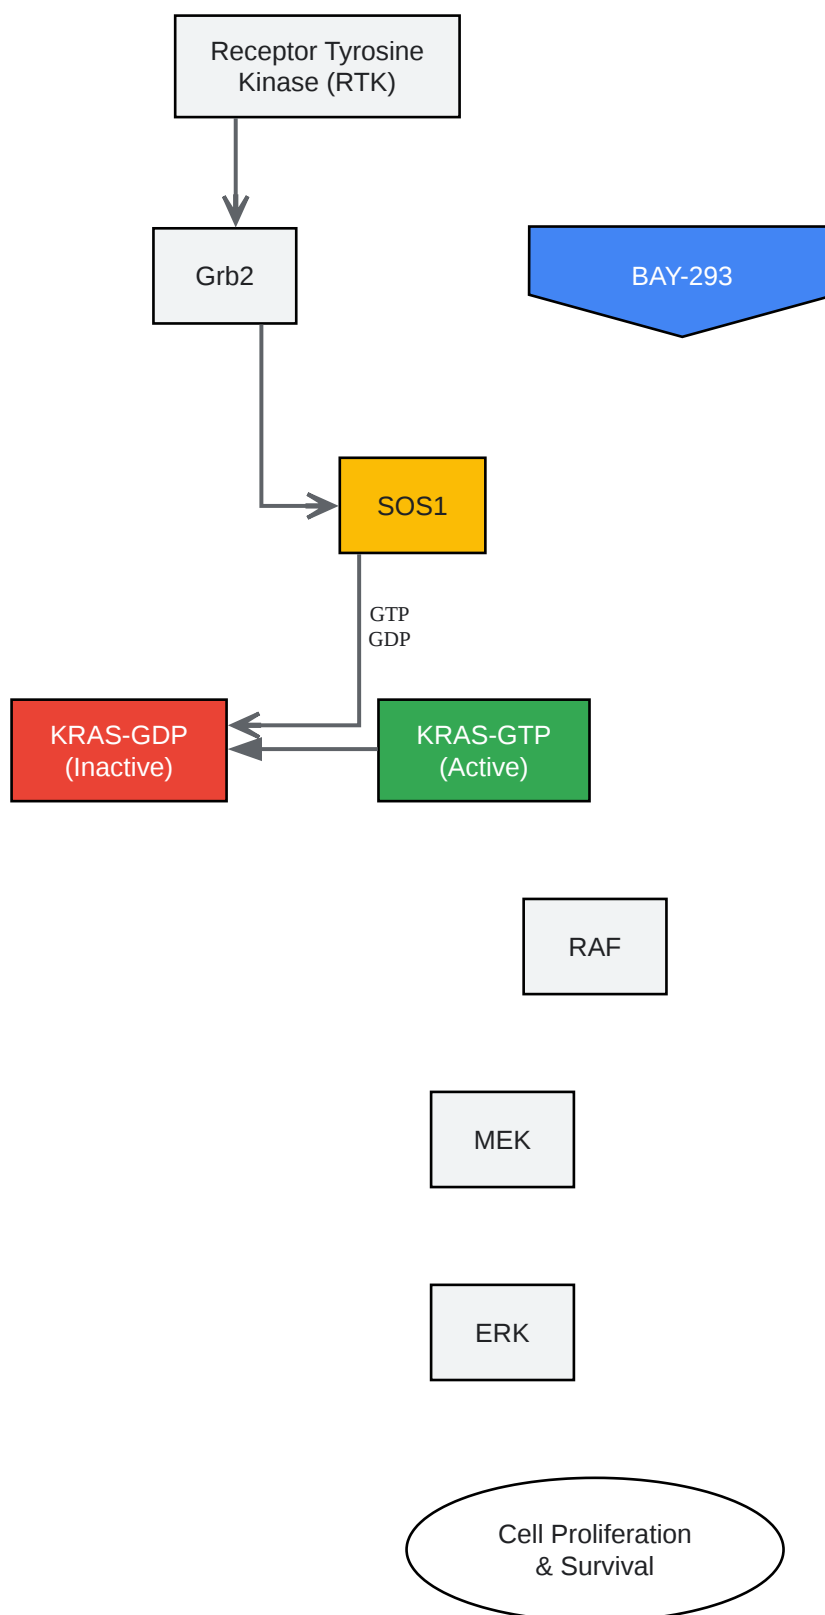 Receptor Tyrosine
Kinase (RTK)
Grb2
BAY-293
SOS1
GTP
GDP
KRAS-GDP
(Inactive)
KRAS-GTP
(Active)
RAF
MEK
ERK
Cell Proliferation
& Survival